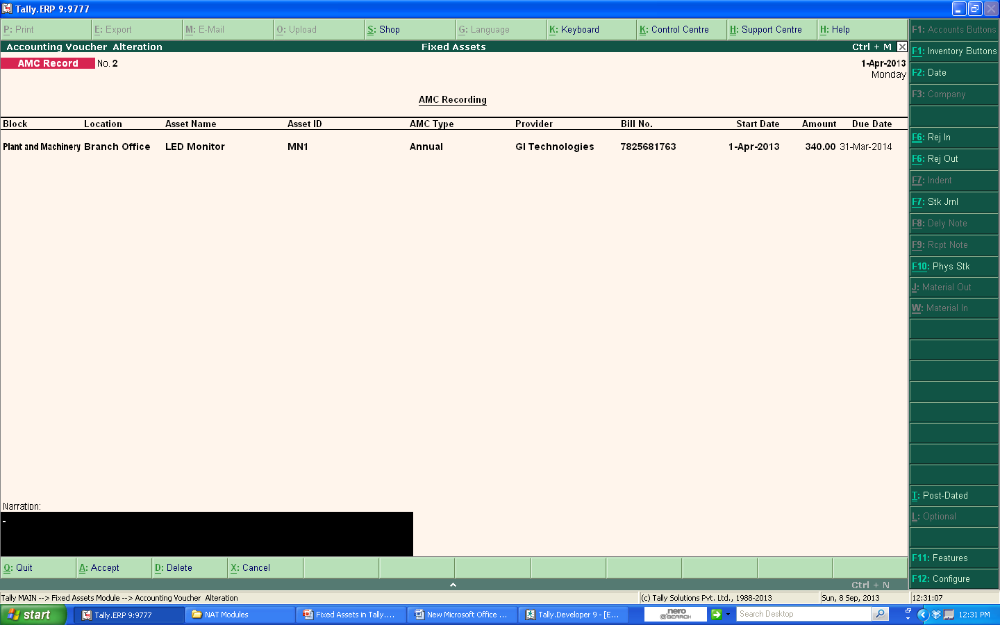 Tally.ERP 9:9777
P: Print E: Export M: E-Mail O: Upload S: Shop G: Language K: Keyboard K: Control Centre H: Support Centre H: Help
Accounting Voucher Alteration Fixed Assets Ctrl + M
AMC Record No. 2 1-Apr-2013
Monday
AMC Recording
Block Location Asset Name Asset ID AMC Type Provider Bill No. Start Date Amount Due Date
Plant and Machinery Branch Office LED Monitor MN1 Annual GI Technologies 7825681763 1-Apr-2013 340.00 31-Mar-2014
Narration:
Q: Quit A: Accept D: Delete X: Cancel
Ctrl + N
F1: Accounts Buttons
F1: Inventory Buttons
F2: Date
F3: Company
F6: Rej In
F6: Rej Out
F7: Indent
F7: Stk Jrnl
F8: Dely Note
F9: Rcpt Note
F10: Phys Stk
J: Material Out
W: Material In
T: Post-Dated
L: Optional
F11: Features
F12: Configure
Tally MAIN --> Fixed Assets Module --> Accounting Voucher Alteration (c) Tally Solutions Pvt. Ltd., 1988-2013 Sun, 8 Sep, 2013 12:31:07
start Tally.ERP 9:9777 NAT Modules Fixed Assets in Tally.... New Microsoft Office ... Tally.Developer 9 - [E... nero SEARCH Search Desktop 12:31 PM